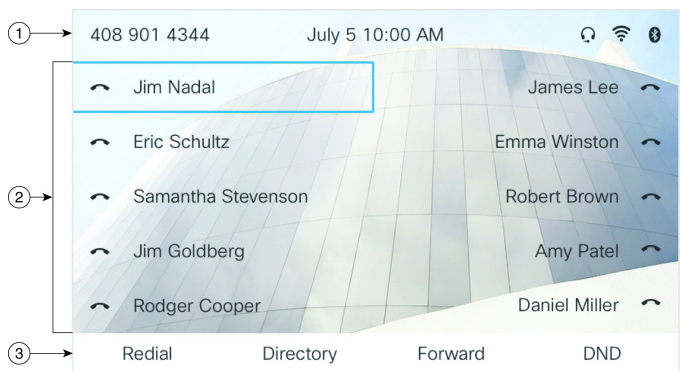 1
408 901 4344 July 5 10:00 AM
Jim Nadal James Lee
Eric Schultz Emma Winston
2
Samantha Stevenson Robert Brown
Jim Goldberg Amy Patel
Rodger Cooper Daniel Miller
3
Redial Directory Forward DND